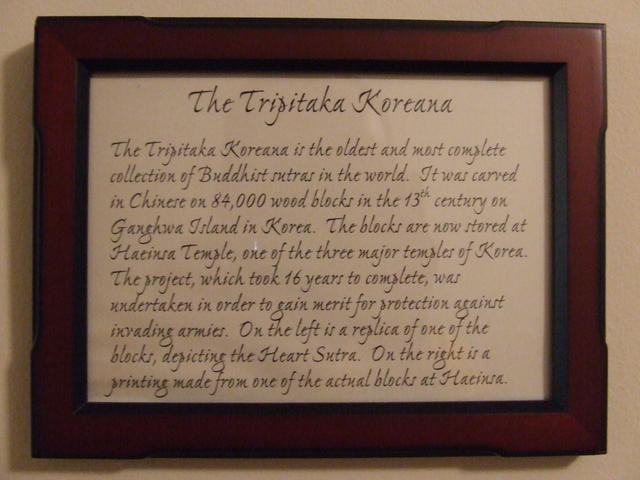 The Tripitaka Koreana
The Tripitaka Koreana is the oldest and most complete
collection of Buddhist sutras in the world. It was carved
in Chinese on 84,000 wood blocks in the 13th century on
Ganghwa Island in Korea. The blocks are now stored at
Haeinsa Temple, one of the three major temples of Korea.
The project, which took 16 years to complete, was
undertaken in order to gain merit for protection against
invading armies. On the left is a replica of one of the
blocks, depicting the Heart Sutra. On the right is a
printing made from one of the actual blocks at Haeinsa.